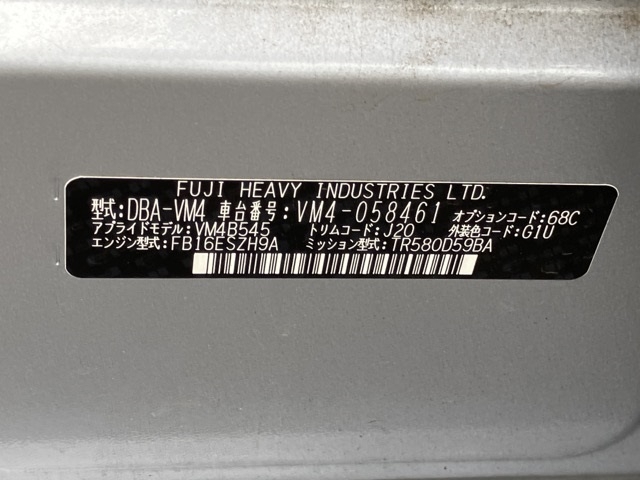 FUJI HEAVY INDUSTRIES LTD.
型式:DBA-VM4 車台番号:VM4-058461 オプションコード:68C
アプライドモデル:VM4B545 トリムコード:J20 外装色コード:G1U
エンジン型式:FB16ESZH9A ミッション型式:TR580D59BA